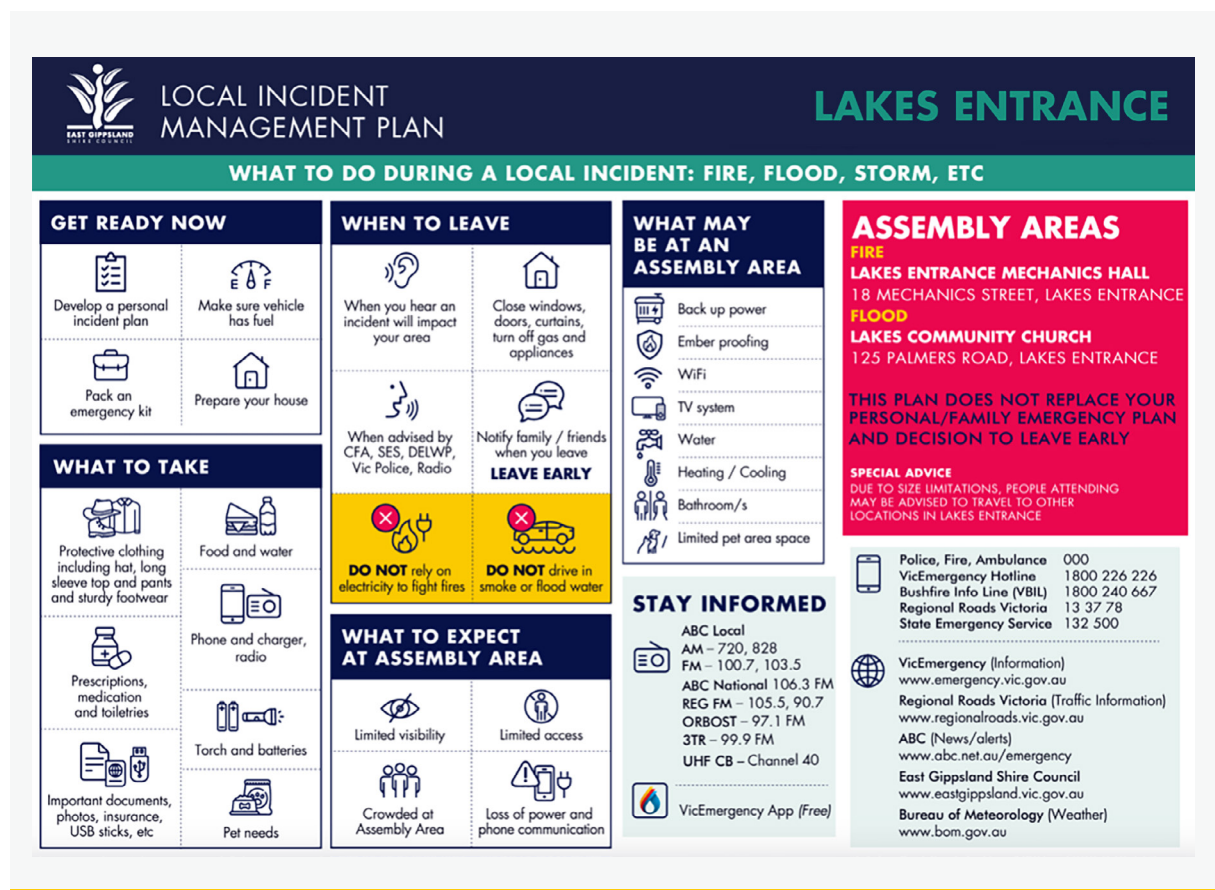 EAST GIPPSLAND
SHIRE COUNCIL
LOCAL INCIDENT
MANAGEMENT PLAN
LAKES ENTRANCE
WHAT TO DO DURING A LOCAL INCIDENT: FIRE, FLOOD, STORM, ETC
GET READY NOW
Develop a personal
incident plan
E F
Make sure vehicle
has fuel
Pack an
emergency kit
Prepare your house
WHAT TO TAKE
Protective clothing
including hat, long
sleeve top and pants
and sturdy footwear
Food and water
Phone and charger,
radio
Prescriptions,
medication
and toiletries
Torch and batteries
Important documents,
photos, insurance,
USB sticks, etc
Pet needs
WHEN TO LEAVE
When you hear an
incident will impact
your area
Close windows,
doors, curtains,
turn off gas and
appliances
When advised by
CFA, SES, DELWP,
Vic Police, Radio
Notify family / friends
when you leave
LEAVE EARLY
DO NOT rely on
electricity to fight fires
DO NOT drive in
smoke or flood water
WHAT TO EXPECT
AT ASSEMBLY AREA
Limited visibility
Limited access
Crowded at
Assembly Area
Loss of power and
phone communication
WHAT MAY
BE AT AN
ASSEMBLY AREA
Back up power
Ember proofing
WiFi
TV system
Water
Heating / Cooling
Bathroom/s
Limited pet area space
STAY INFORMED
ABC Local
AM – 720, 828
FM – 100.7, 103.5
ABC National 106.3 FM
REG FM – 105.5, 90.7
ORBOST – 97.1 FM
3TR – 99.9 FM
UHF CB – Channel 40
VicEmergency App (Free)
ASSEMBLY AREAS
FIRE
LAKES ENTRANCE MECHANICS HALL
18 MECHANICS STREET, LAKES ENTRANCE
FLOOD
LAKES COMMUNITY CHURCH
125 PALMERS ROAD, LAKES ENTRANCE
THIS PLAN DOES NOT REPLACE YOUR
PERSONAL/FAMILY EMERGENCY PLAN
AND DECISION TO LEAVE EARLY
SPECIAL ADVICE
DUE TO SIZE LIMITATIONS, PEOPLE ATTENDING
MAY BE ADVISED TO TRAVEL TO OTHER
LOCATIONS IN LAKES ENTRANCE
Police, Fire, Ambulance 000
VicEmergency Hotline 1800 226 226
Bushfire Info Line (VBIL) 1800 240 667
Regional Roads Victoria 13 37 78
State Emergency Service 132 500
VicEmergency (Information)
www.emergency.vic.gov.au
Regional Roads Victoria (Traffic Information)
www.regionalroads.vic.gov.au
ABC (News/alerts)
www.abc.net.au/emergency
East Gippsland Shire Council
www.eastgippsland.vic.gov.au
Bureau of Meteorology (Weather)
www.bom.gov.au